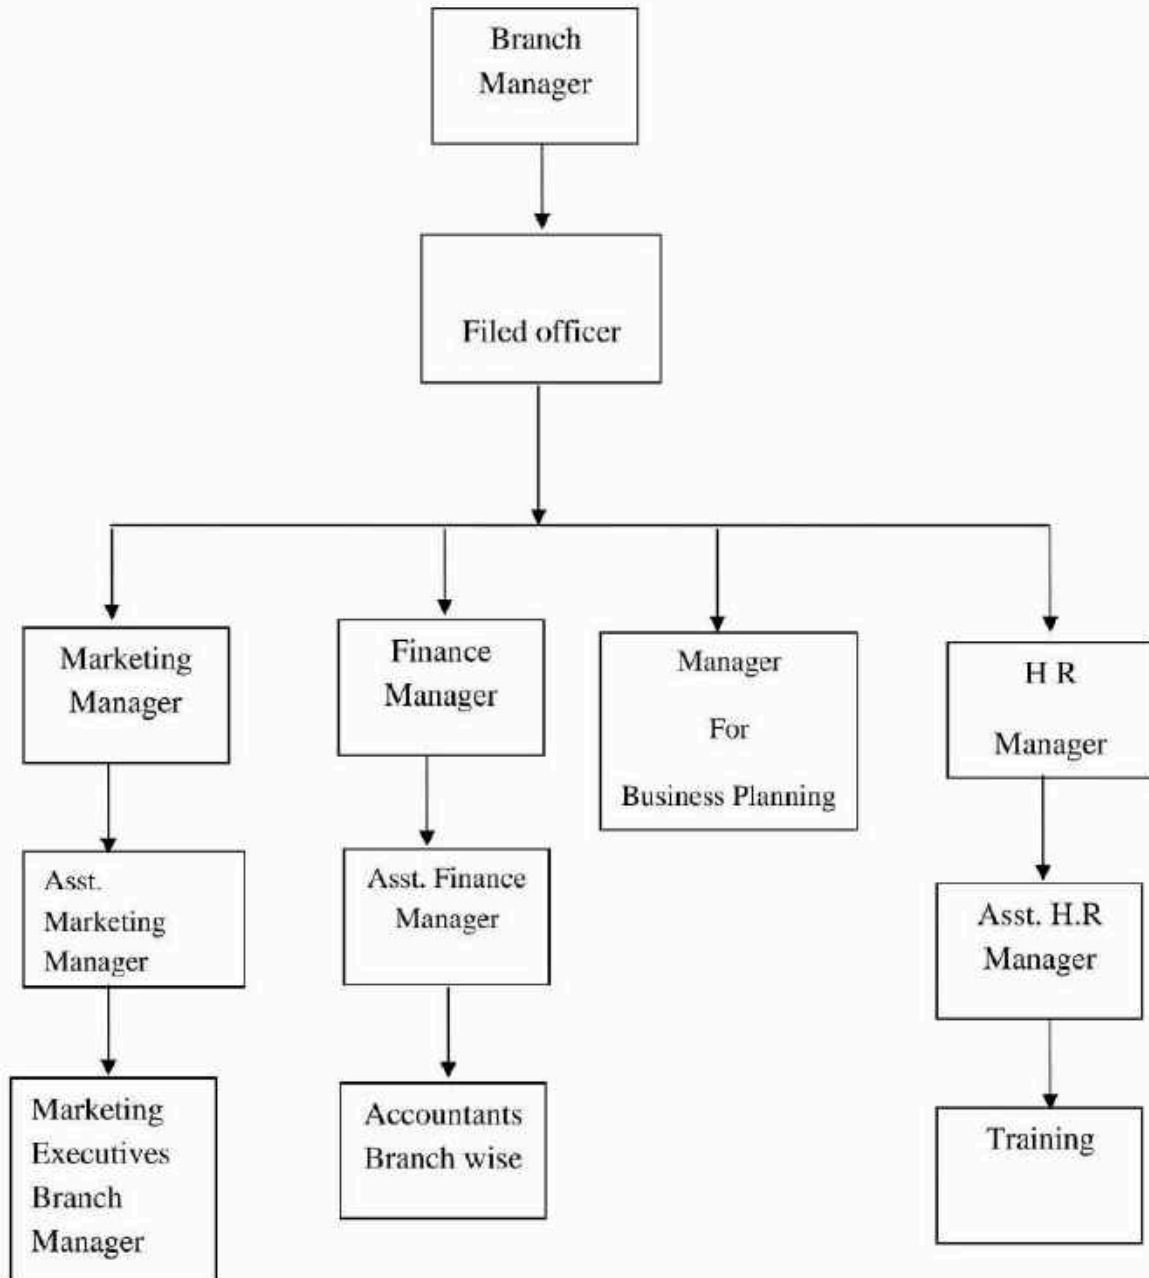 Branch
Manager
Filed officer
Marketing
Manager
Finance
Manager
Manager
For
Business Planning
H R
Manager
Asst.
Marketing
Manager
Asst. Finance
Manager
Asst. H.R
Manager
Marketing
Executives
Branch
Manager
Accountants
Branch wise
Training